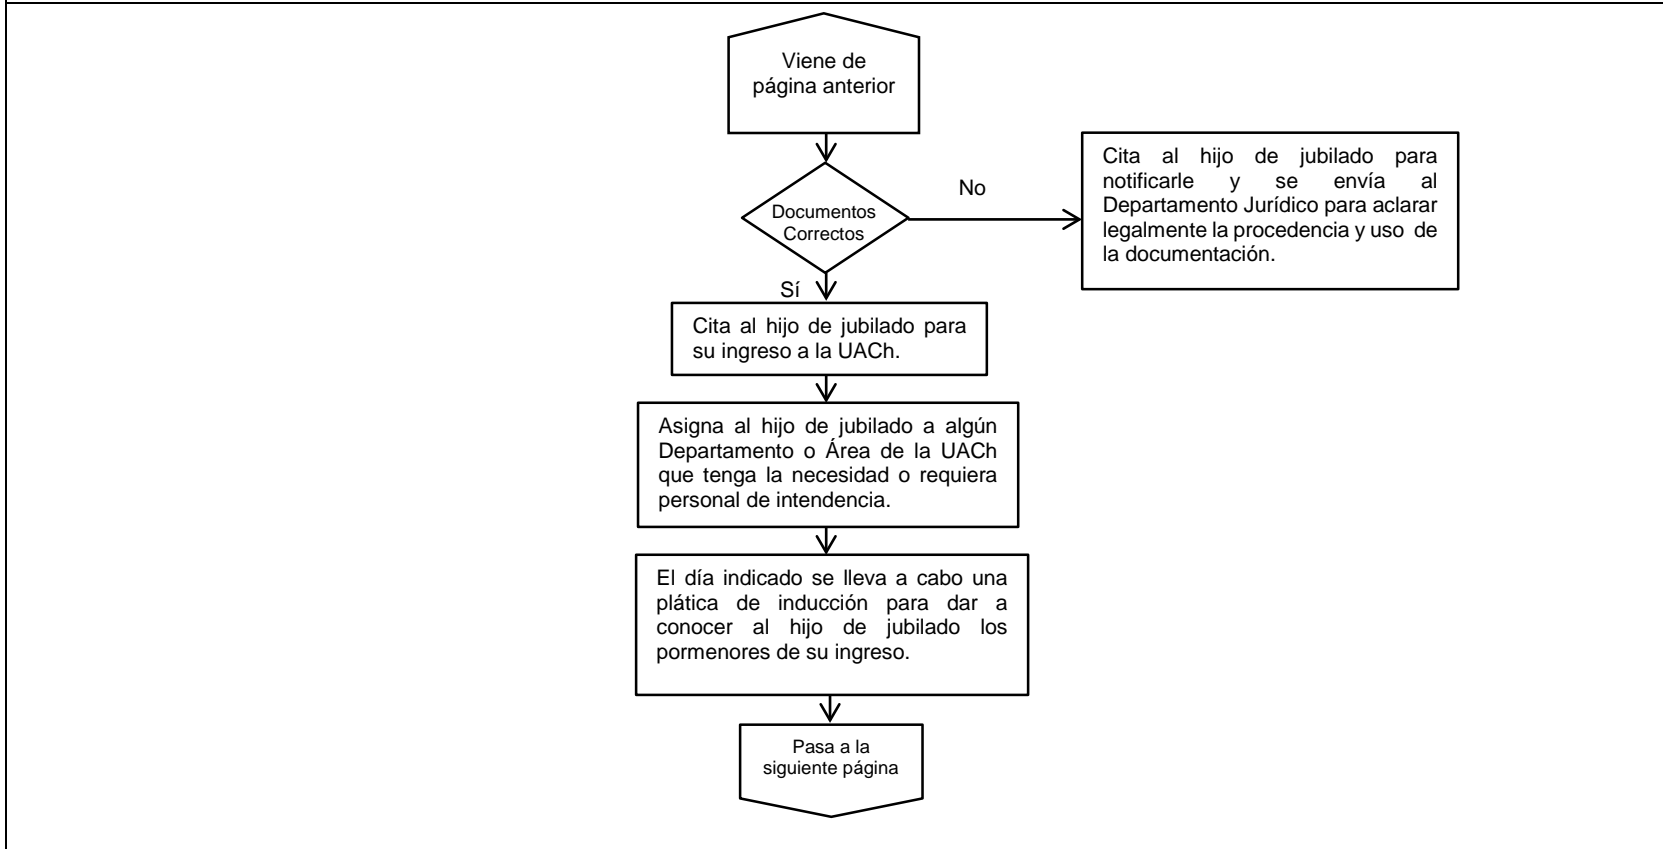 Viene de
página anterior
Documentos
Correctos
No
Cita al hijo de jubilado para
notificarle y se envía al
Departamento Jurídico para aclarar
legalmente la procedencia y uso de
la documentación.
Sí
Cita al hijo de jubilado para
su ingreso a la UACh.
Asigna al hijo de jubilado a algún
Departamento o Área de la UACh
que tenga la necesidad o requiera
personal de intendencia.
El día indicado se lleva a cabo una
plática de inducción para dar a
conocer al hijo de jubilado los
pormenores de su ingreso.
Pasa a la
siguiente página